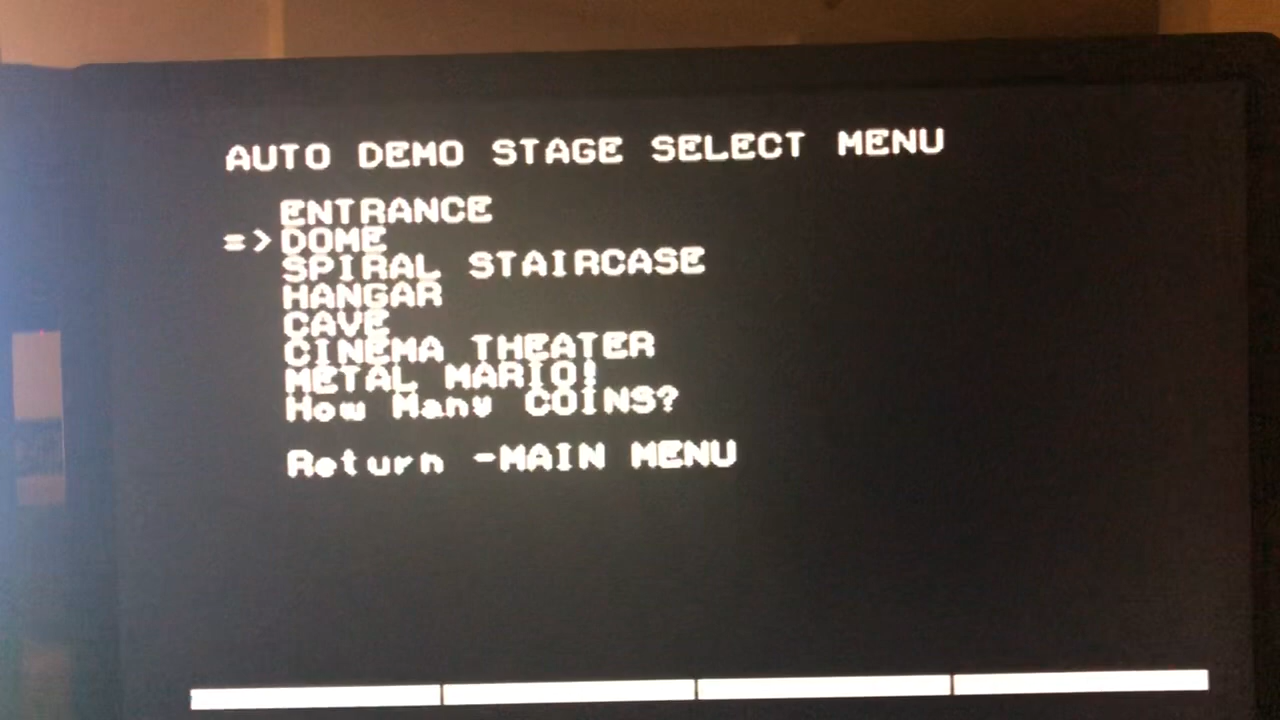 AUTO DEMO STAGE SELECT MENU
ENTRANCE
=>DOME
SPIRAL STAIRCASE
HANGAR
CAVE
CINEMA THEATER
METAL MARIO!
How Many COINS?
Return -MAIN MENU